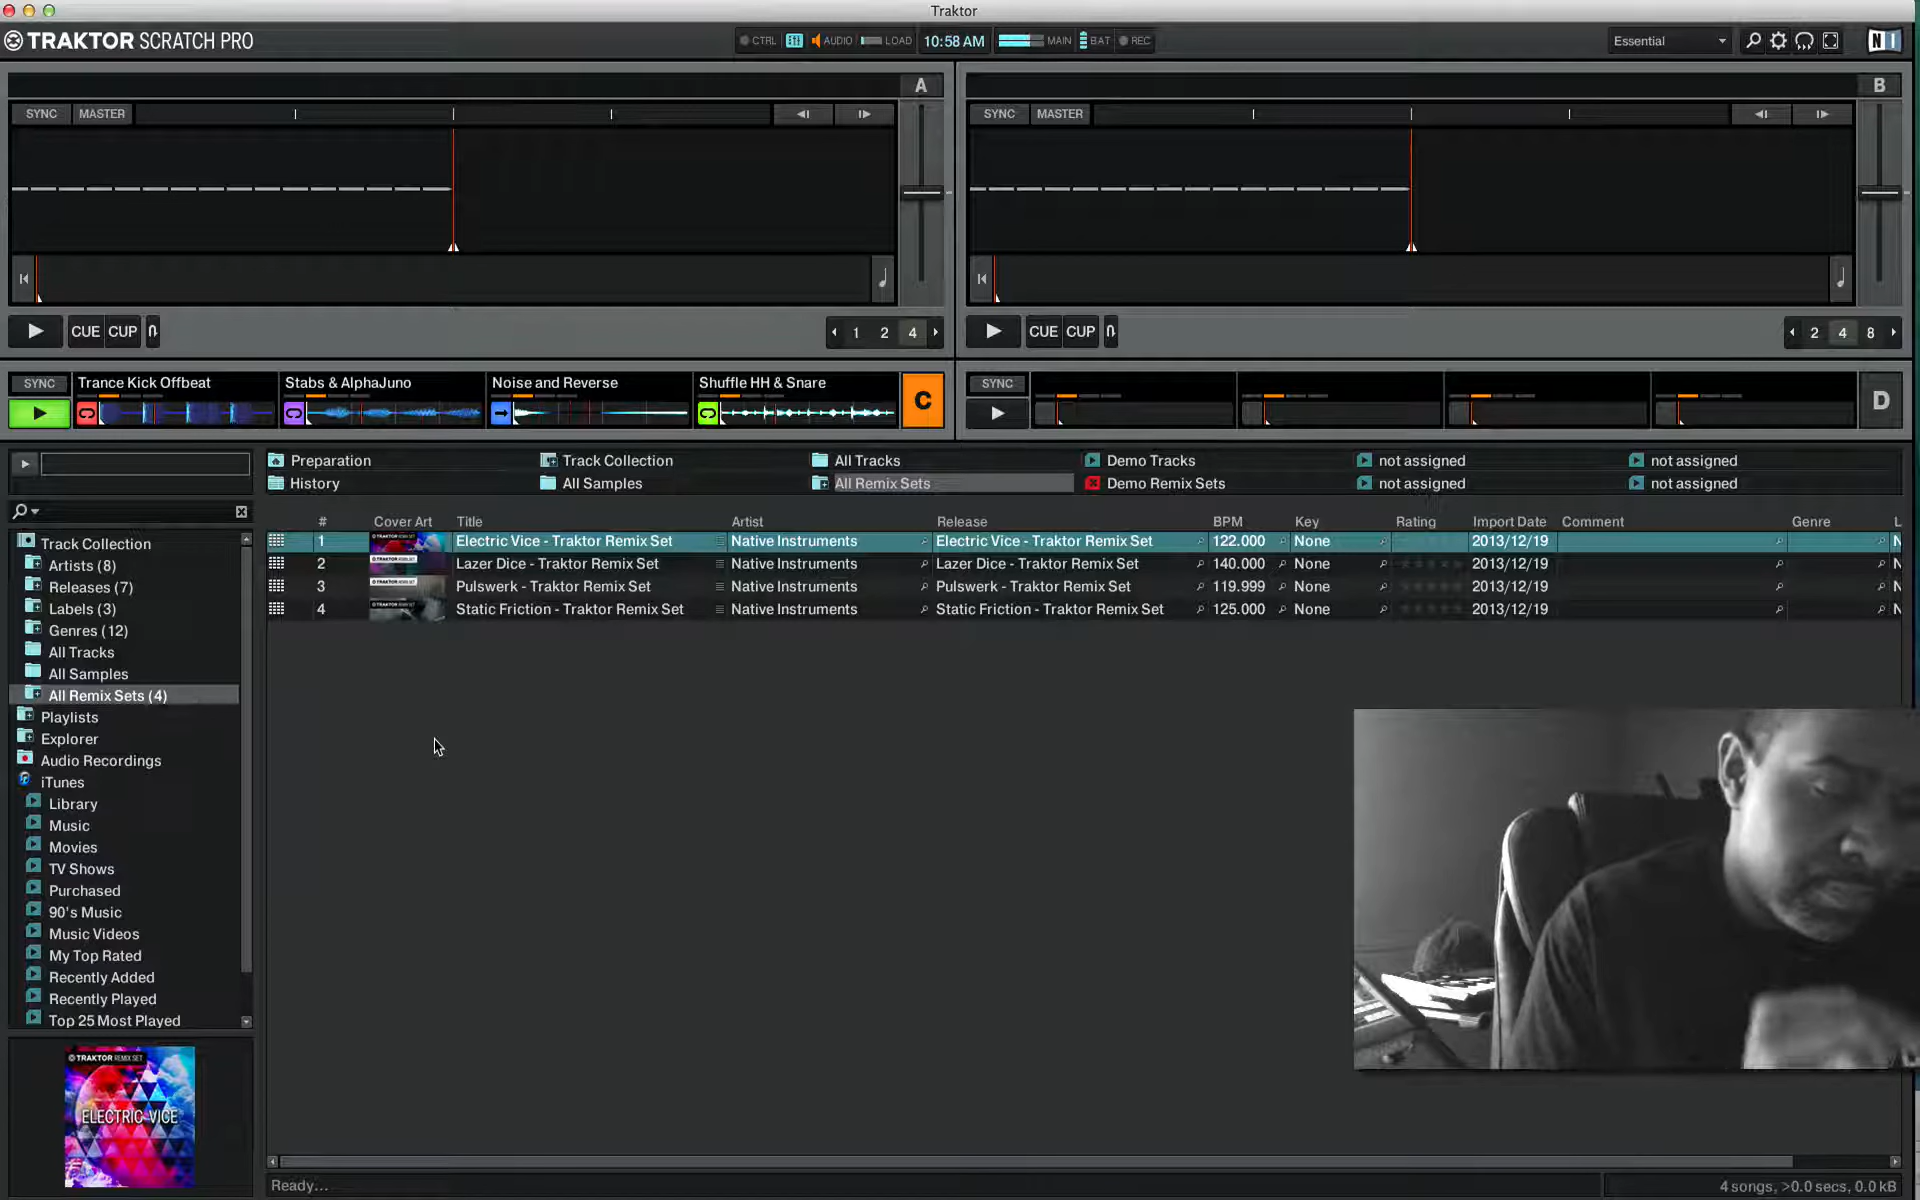 Traktor
TRAKTOR SCRATCH PRO
CTRL AUDIO LOAD 10:58 AM MAIN BAT REC
Essential
NI
A
SYNC MASTER
CUE CUP
1 2 4
B
SYNC MASTER
CUE CUP
2 4 8
SYNC Trance Kick Offbeat Stabs & AlphaJuno Noise and Reverse Shuffle HH & Snare
C
SYNC
D
Preparation Track Collection All Tracks Demo Tracks not assigned not assigned
History All Samples All Remix Sets Demo Remix Sets not assigned not assigned
# Cover Art Title Artist Release BPM Key Rating Import Date Comment Genre L
1 Electric Vice - Traktor Remix Set Native Instruments Electric Vice - Traktor Remix Set 122.000 None 2013/12/19 N
2 Lazer Dice - Traktor Remix Set Native Instruments Lazer Dice - Traktor Remix Set 140.000 None 2013/12/19 N
3 Pulswerk - Traktor Remix Set Native Instruments Pulswerk - Traktor Remix Set 119.999 None 2013/12/19 N
4 Static Friction - Traktor Remix Set Native Instruments Static Friction - Traktor Remix Set 125.000 None 2013/12/19 N
Track Collection
Artists (8)
Releases (7)
Labels (3)
Genres (12)
All Tracks
All Samples
All Remix Sets (4)
Playlists
Explorer
Audio Recordings
iTunes
Library
Music
Movies
TV Shows
Purchased
90's Music
Music Videos
My Top Rated
Recently Added
Recently Played
Top 25 Most Played
TRAKTOR REMIX SET
ELECTRIC VICE
Ready...
4 songs, >0.0 secs, 0.0 kB